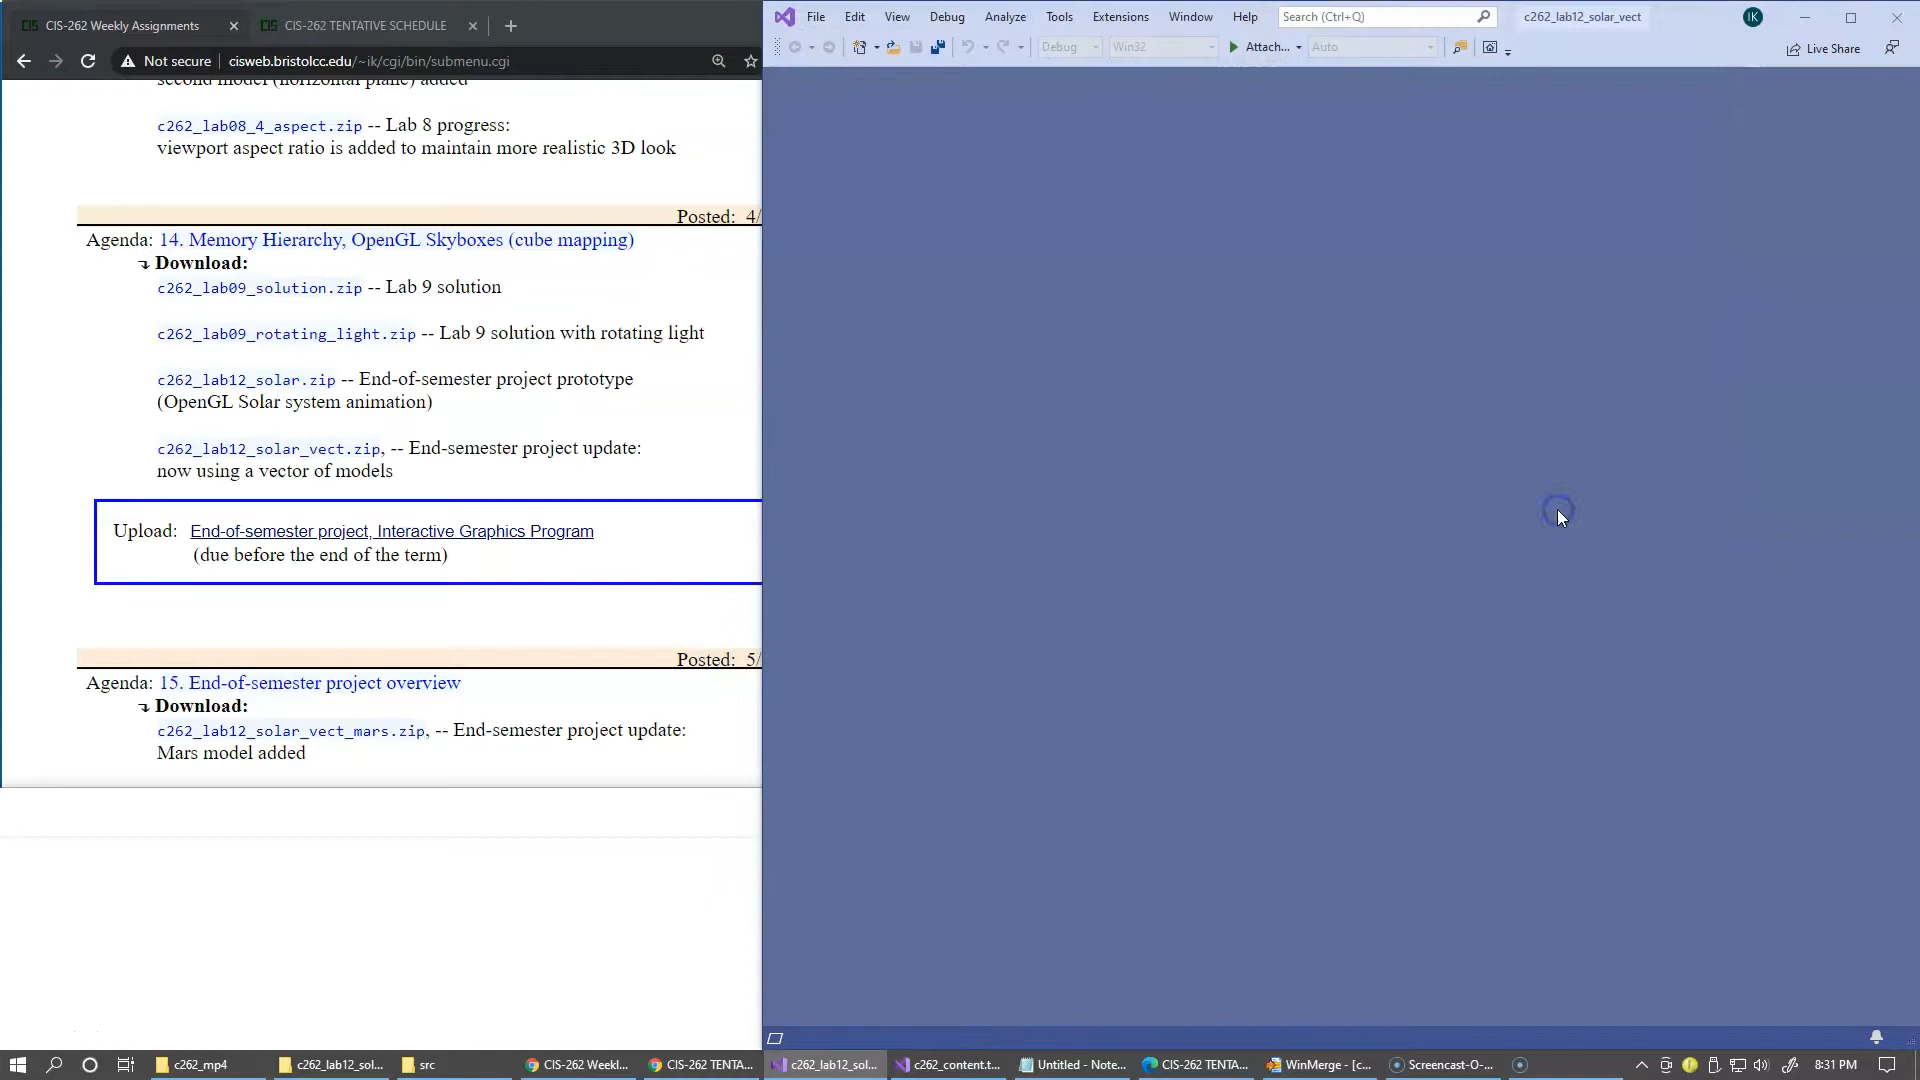 CIS-262 Weekly Assignments
CIS-262 TENTATIVE SCHEDULE
Not secure cisweb.bristolcc.edu/~ik/cgi/bin/submenu.cgi
second model (horizontal plane) added
c262_lab08_4_aspect.zip -- Lab 8 progress:
viewport aspect ratio is added to maintain more realistic 3D look
Posted: 4/
Agenda: 14. Memory Hierarchy, OpenGL Skyboxes (cube mapping)
Download:
c262_lab09_solution.zip -- Lab 9 solution
c262_lab09_rotating_light.zip -- Lab 9 solution with rotating light
c262_lab12_solar.zip -- End-of-semester project prototype
(OpenGL Solar system animation)
c262_lab12_solar_vect.zip, -- End-semester project update:
now using a vector of models
Upload: End-of-semester project, Interactive Graphics Program
(due before the end of the term)
Posted: 5/
Agenda: 15. End-of-semester project overview
Download:
c262_lab12_solar_vect_mars.zip, -- End-semester project update:
Mars model added
File Edit View Debug Analyze Tools Extensions Window Help Search (Ctrl+Q) c262_lab12_solar_vect IK
Debug Win32 Attach... Auto Live Share
c262_mp4 c262_lab12_sol... src CIS-262 Weekl... CIS-262 TENTA... c262_lab12_sol... c262_content.t... Untitled - Note... CIS-262 TENTA... WinMerge - [c... Screencast-O-... 8:31 PM